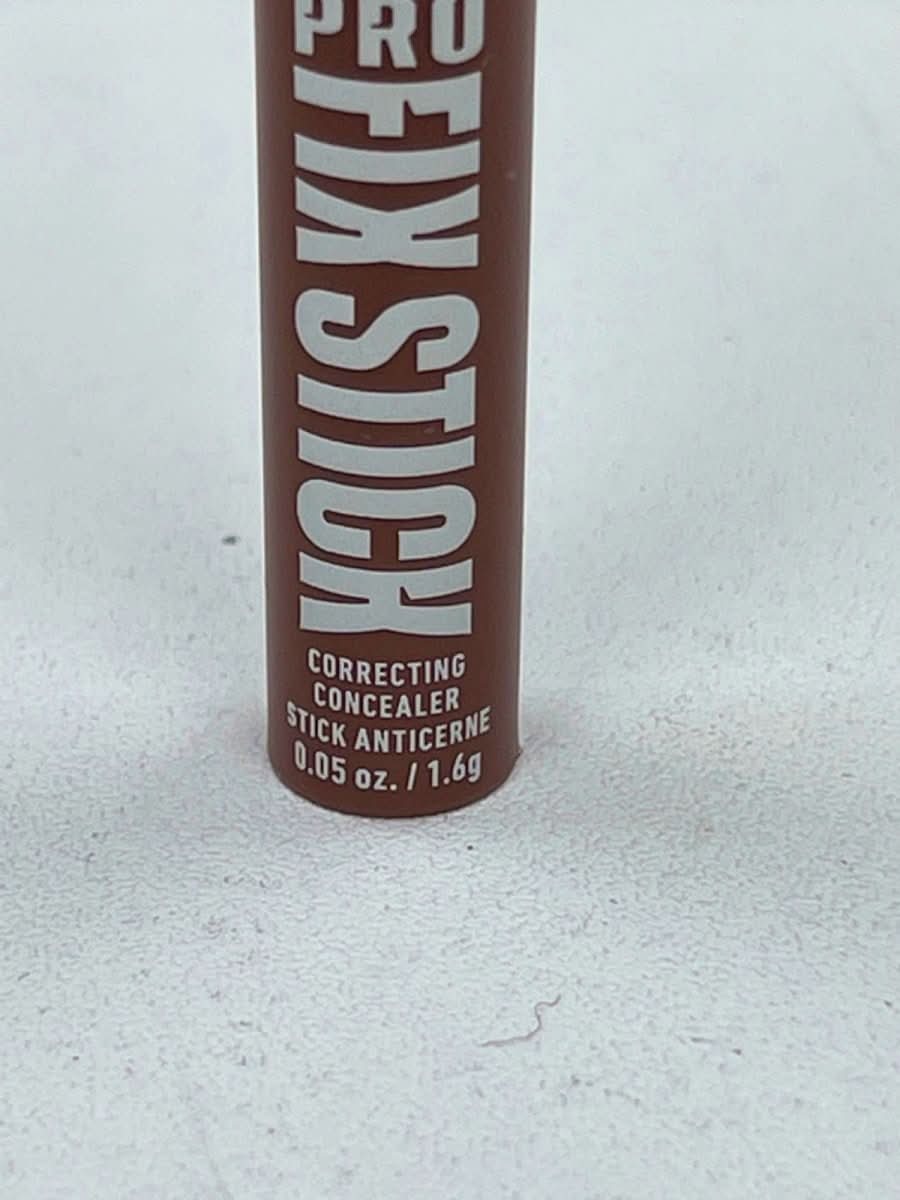 PRO
FIX STICK
CORRECTING
CONCEALER
STICK ANTICERNE
0.05 oz. / 1.6g